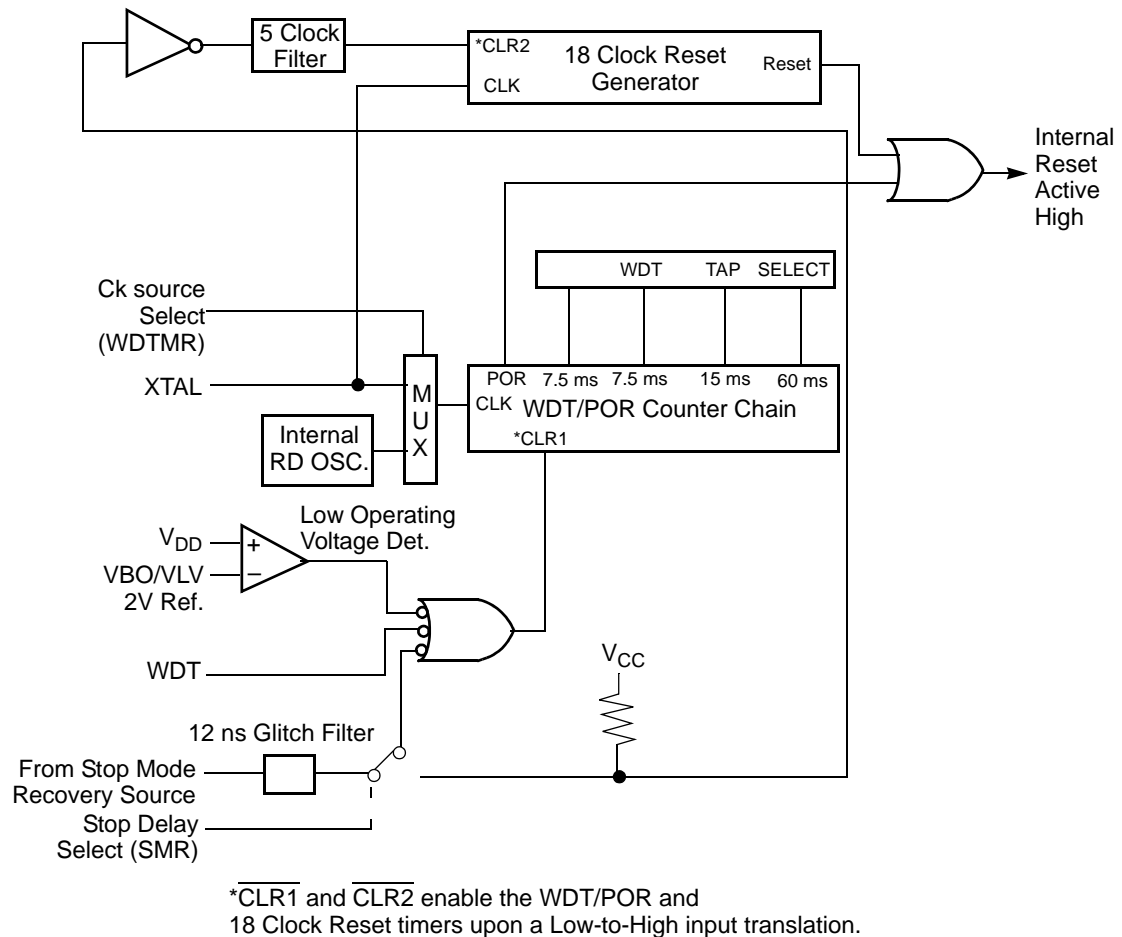 5 Clock
Filter
*CLR2
18 Clock Reset
Generator
Reset
CLK
Internal
Reset
Active
High
WDT TAP SELECT
Ck source
Select
(WDTMR)
XTAL
M
U
X
POR 7.5 ms 7.5 ms 15 ms 60 ms
CLK WDT/POR Counter Chain
*CLR1
Internal
RD OSC.
Low Operating
Voltage Det.
VDD
+
VBO/VLV
−
2V Ref.
WDT
VCC
12 ns Glitch Filter
From Stop Mode
Recovery Source
Stop Delay
Select (SMR)
*CLR1 and CLR2 enable the WDT/POR and
18 Clock Reset timers upon a Low-to-High input translation.